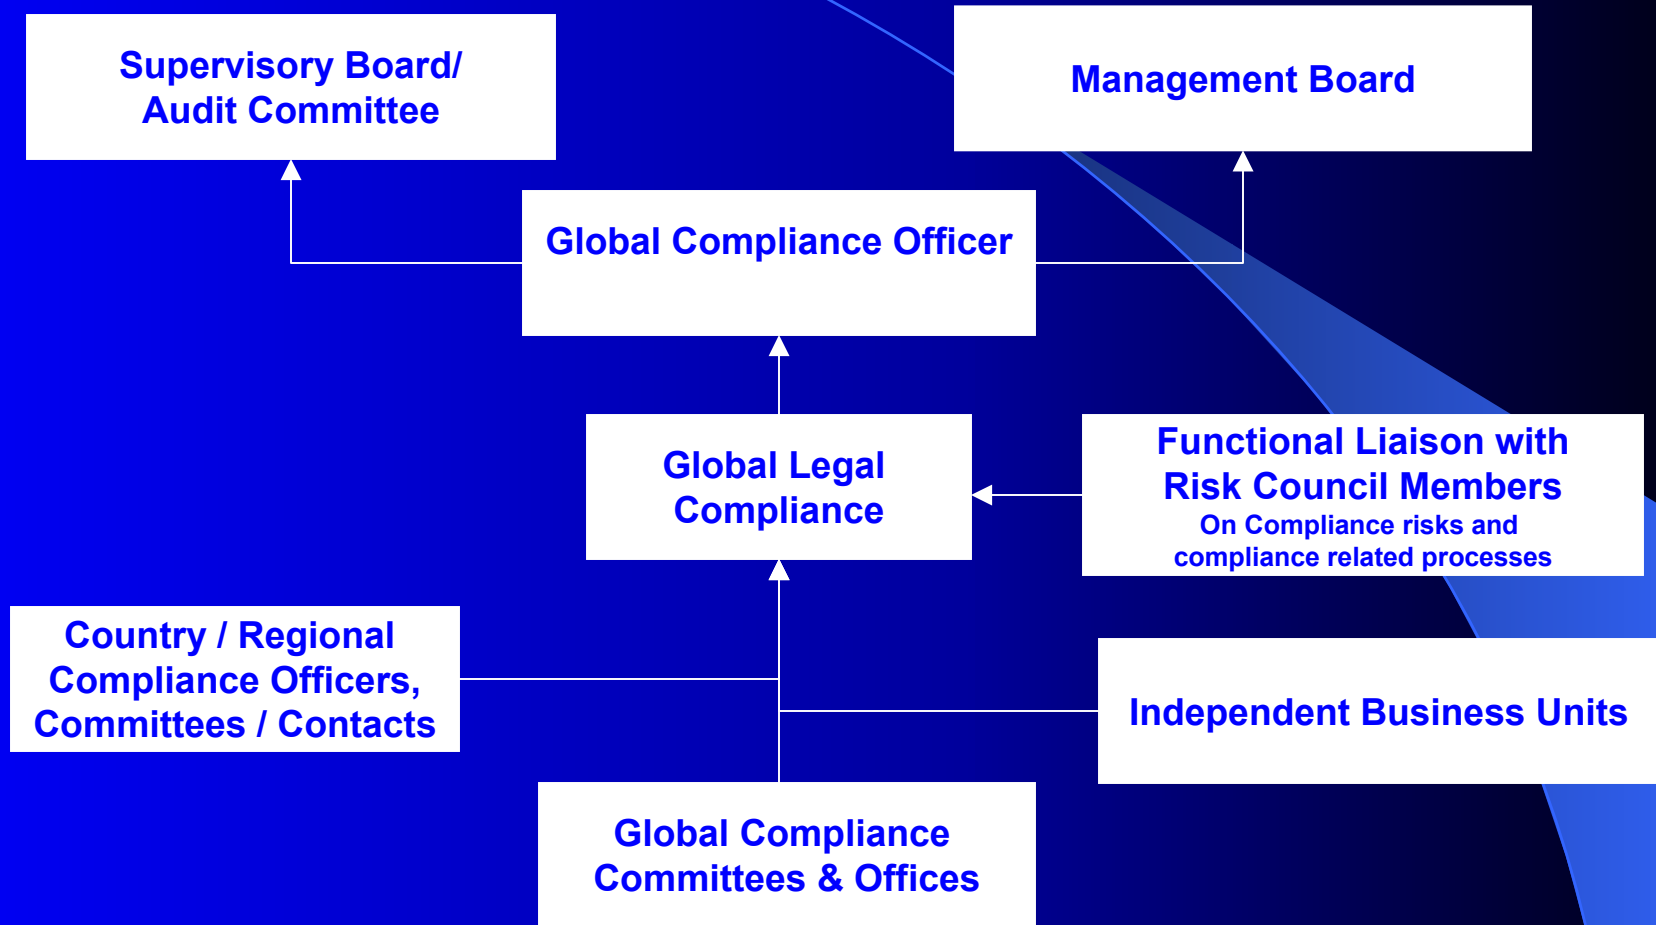 Supervisory Board/
Audit Committee
Management Board
Global Compliance Officer
Global Legal
Compliance
Functional Liaison with
Risk Council Members
On Compliance risks and
compliance related processes
Country / Regional
Compliance Officers,
Committees / Contacts
Independent Business Units
Global Compliance
Committees & Offices